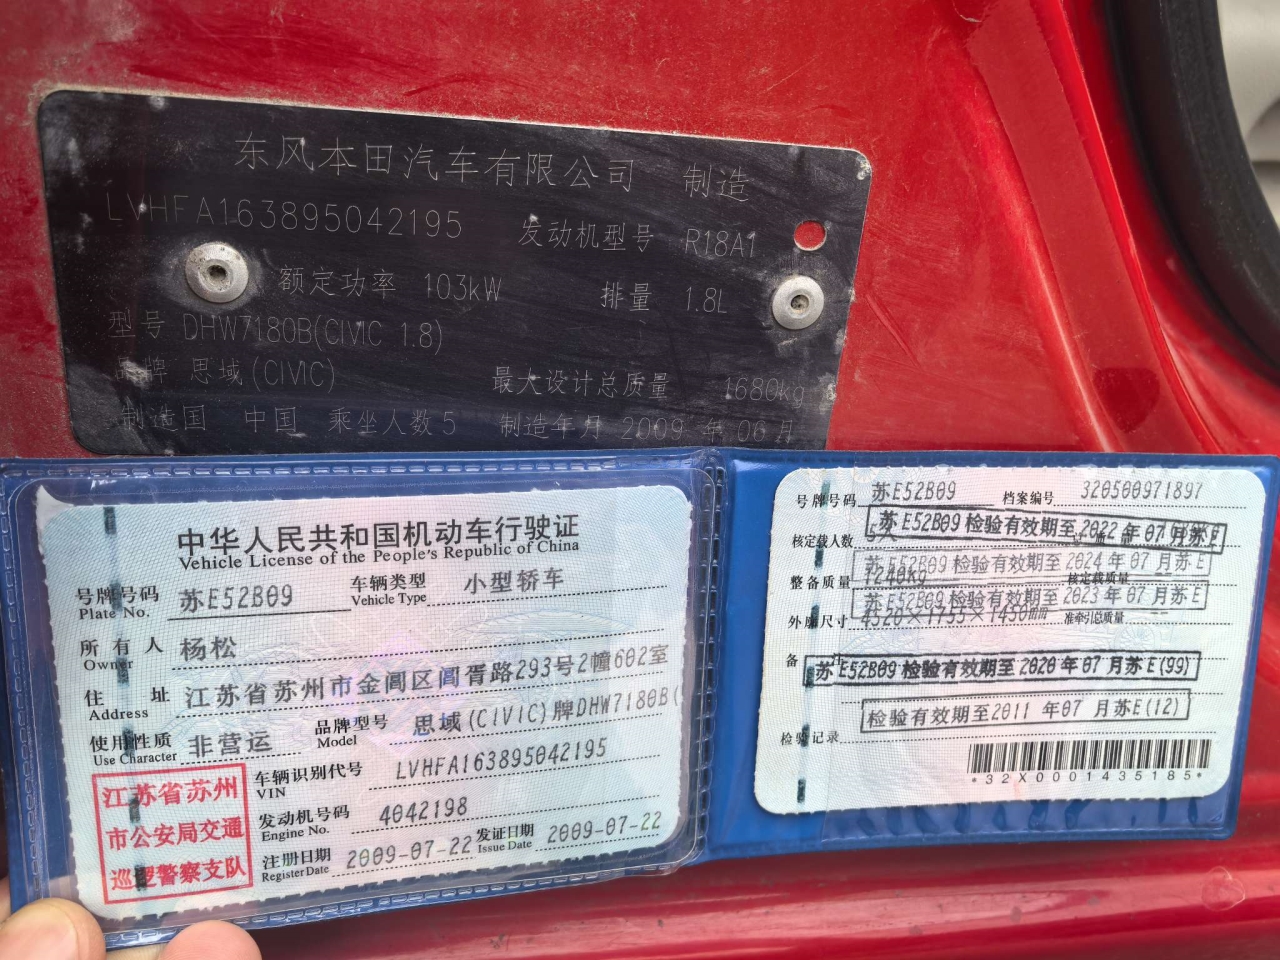 东风本田汽车有限公司 制造
LVHFA163895042195 发动机型号 R18A1
额定功率 103kW 排量 1.8L
型号 DHW7180B(CIVIC 1.8)
品牌 思域(CIVIC) 最大设计总质量 1680kg
制造国 中国 乘坐人数5 制造年月 2009 年 06 月
中华人民共和国机动车行驶证
Vehicle License of the People's Republic of China
号牌号码 苏E52B09 车辆类型 小型轿车
Plate No. Vehicle Type
所有人 杨松
Owner
住址 江苏省苏州市金阊区阊胥路293号2幢602室
Address
使用性质 非营运 品牌型号 思域(CIVIC)牌DHW7180B(
Use Character Model
江苏省苏州
市公安局交通
巡逻警察支队
车辆识别代号 LVHFA163895042195
VIN
发动机号码 4042198
Engine No.
注册日期 2009-07-22 发证日期 2009-07-22
Register Date Issue Date
号牌号码 苏E52B09 档案编号 320500971897
苏E52B09检验有效期至2022年07月苏E
核定载人数 5人
苏E52B09检验有效期至2024年07月苏E
整备质量 1240kg 核定载质量
苏E52B09检验有效期至2023年07月苏E
外廓尺寸 4520×1755×1450mm 准牵引总质量
备注
苏E52B09检验有效期至2020年07月苏E(99)
检验有效期至2011年07月苏E(12)
检验记录
*32X0001435185*